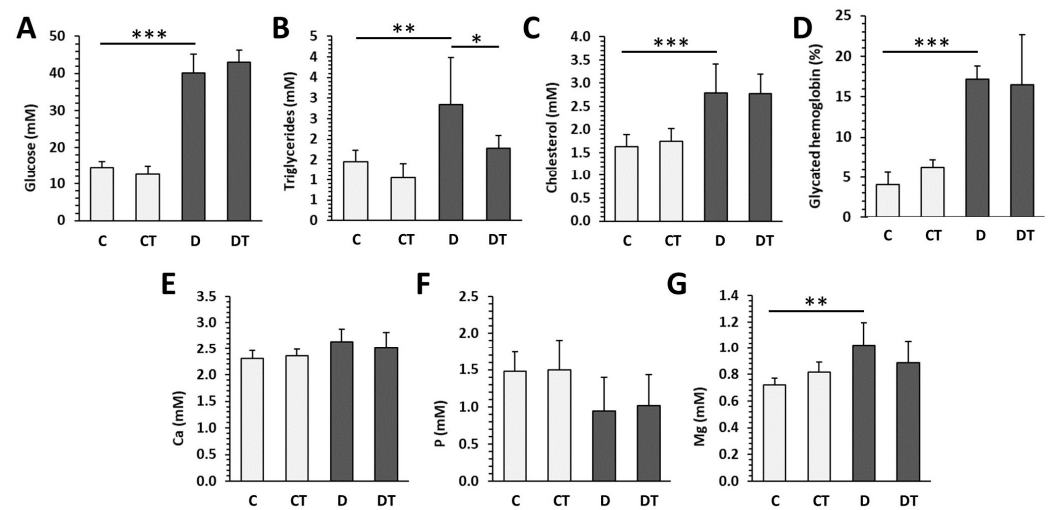 A
Glucose (mM)
50
40
30
20
10
0
***
C CT D DT
B
Triglycerides (mM)
5
4
4
3
3
2
2
1
1
0
** *
C CT D DT
C
Cholesterol (mM)
4.0
3.5
3.0
2.5
2.0
1.5
1.0
0.5
0.0
***
C CT D DT
D
Glycated hemoglobin (%)
25
20
15
10
5
0
***
C CT D DT
E
Ca (mM)
3.5
3.0
2.5
2.0
1.5
1.0
0.5
0.0
C CT D DT
F
P (mM)
2.5
2.0
1.5
1.0
0.5
0.0
C CT D DT
G
Mg (mM)
1.4
1.2
1.0
0.8
0.6
0.4
0.2
0.0
**
C CT D DT